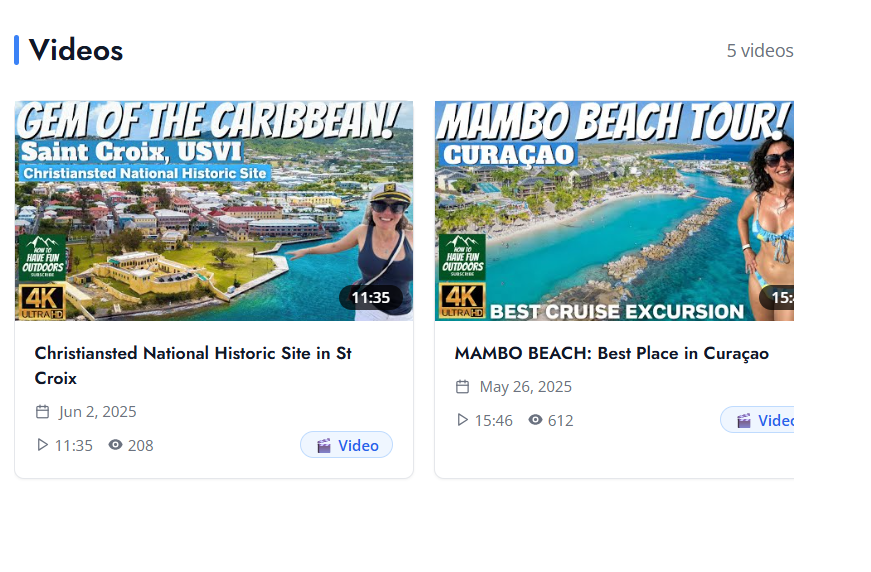 Videos
5 videos
GEM OF THE CARIBBEAN!
Saint Croix, USVI
Christiansted National Historic Site
HOW TO
HAVE FUN
OUTDOORS
SUBSCRIBE
4K
ULTRA HD
11:35
Christiansted National Historic Site in St
Croix
Jun 2, 2025
11:35 208
Video
MAMBO BEACH TOUR!
CURAÇAO
HOW TO
HAVE FUN
OUTDOORS
SUBSCRIBE
4K
ULTRA HD
BEST CRUISE EXCURSION
15:4
MAMBO BEACH: Best Place in Curaçao
May 26, 2025
15:46 612
Video